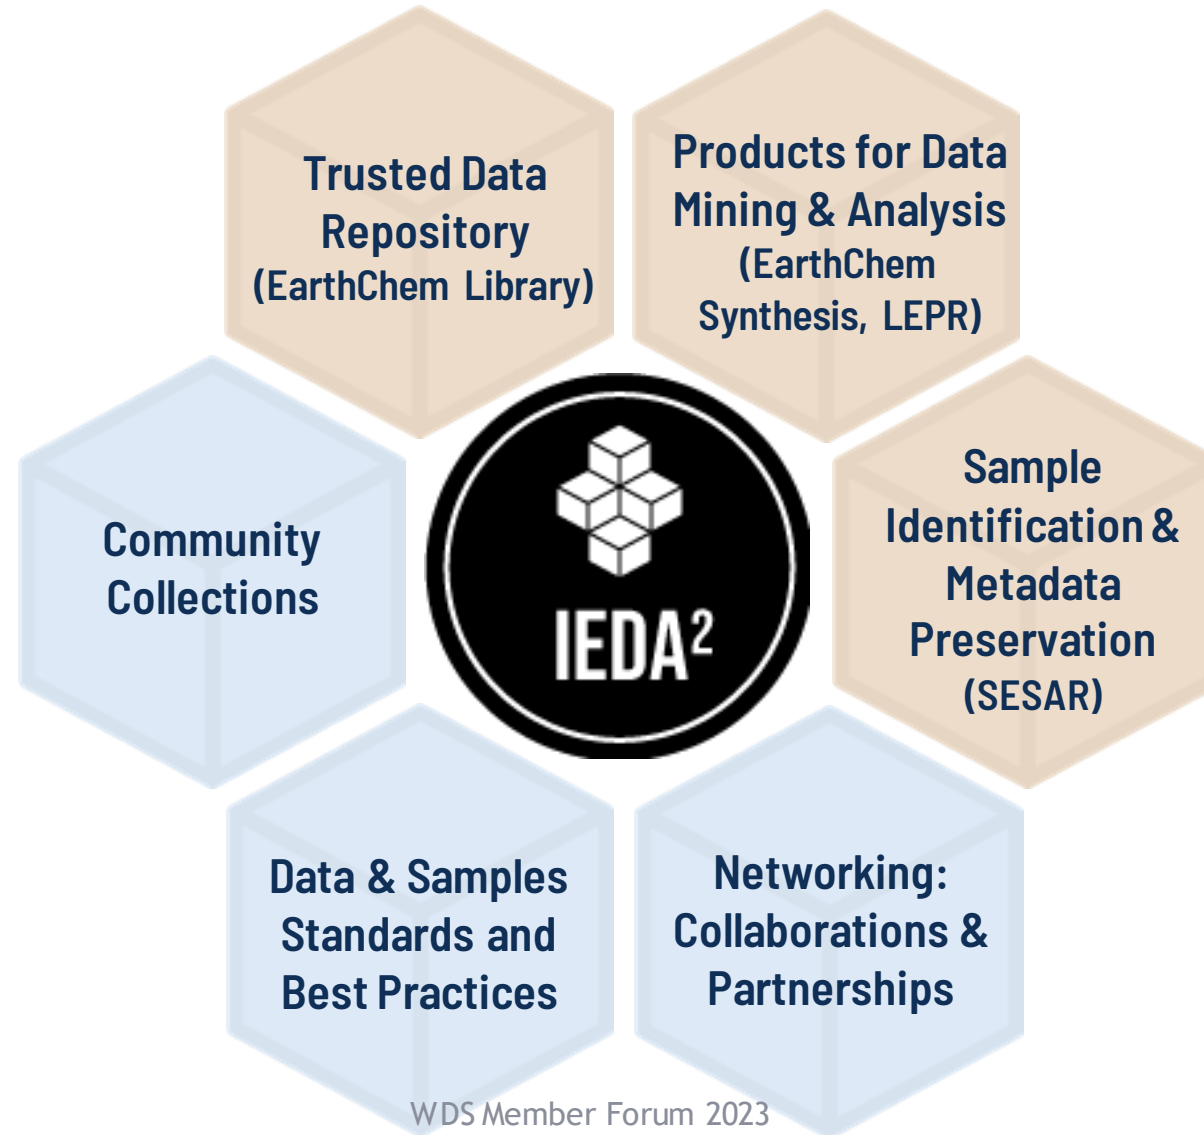 Trusted Data
Repository
(EarthChem Library)
Products for Data
Mining & Analysis
(EarthChem
Synthesis, LEPR)
Community
Collections
IEDA²
Sample
Identification &
Metadata
Preservation
(SESAR)
Data & Samples
Standards and
Best Practices
Networking:
Collaborations &
Partnerships
WDS Member Forum 2023